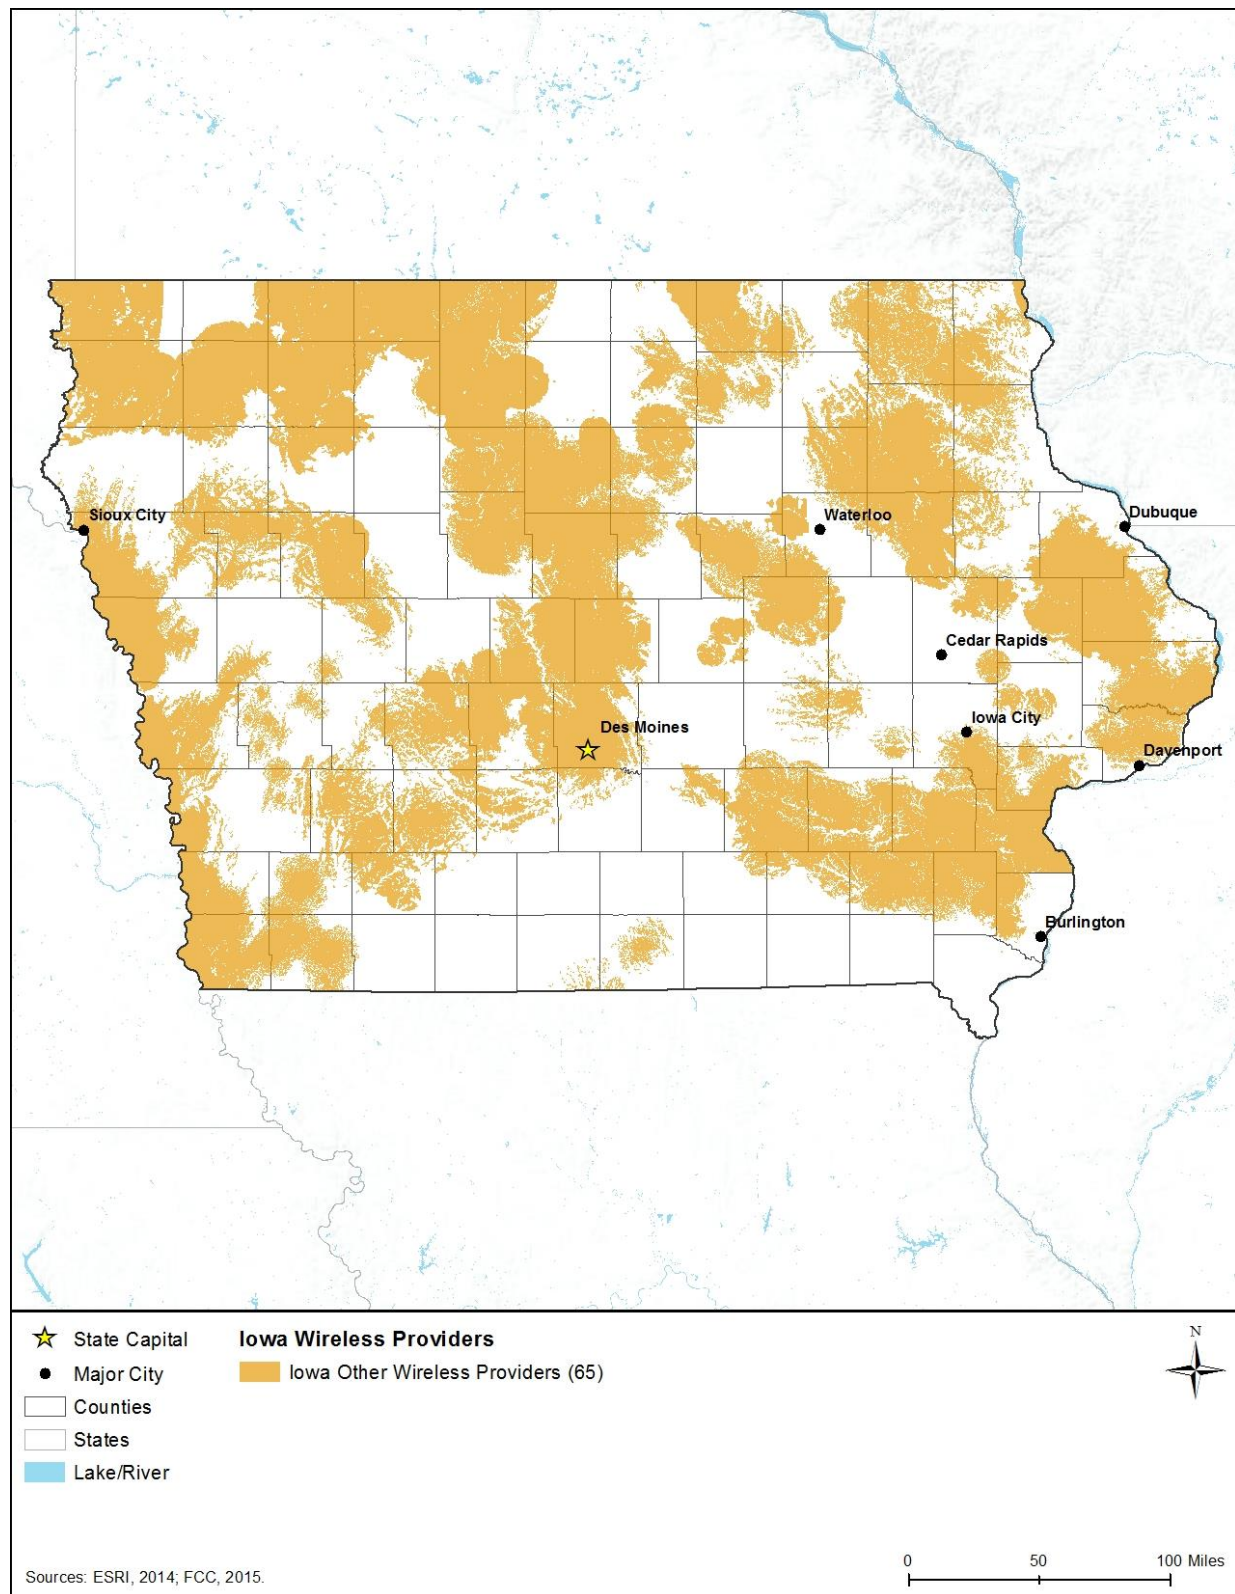 Sioux City
Waterloo
Dubuque
Cedar Rapids
Iowa City
Des Moines
Davenport
Burlington
State Capital
Major City
Counties
States
Lake/River
Iowa Wireless Providers
Iowa Other Wireless Providers (65)
N
0 50 100 Miles
Sources: ESRI, 2014; FCC, 2015.